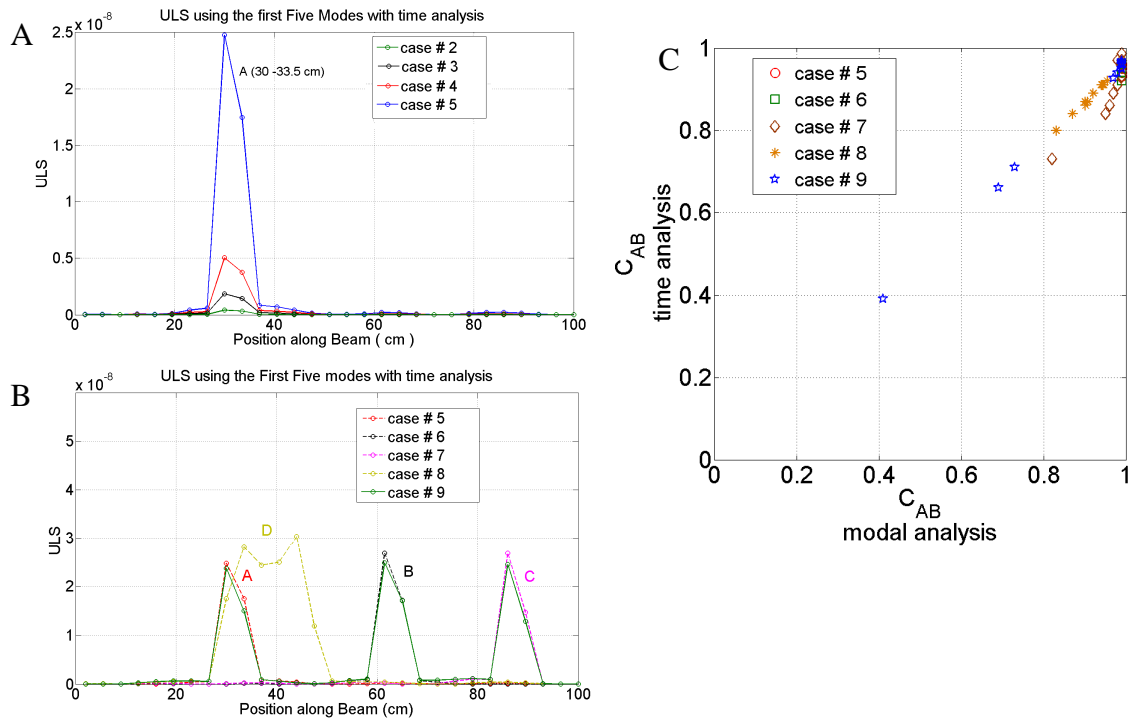 A
ULS using the first Five Modes with time analysis
x 10⁻⁸
2.5
2
1.5
1
0.5
0
ULS
A (30 -33.5 cm)
case # 2
case # 3
case # 4
case # 5
0 20 40 60 80 100
Position along Beam ( cm )
B
ULS using the First Five modes with time analysis
x 10⁻⁸
5
4
3
2
1
0
ULS
case # 5
case # 6
case # 7
case # 8
case # 9
D
A
B
C
0 20 40 60 80 100
Position along Beam (cm)
C
1
0.8
0.6
0.4
0.2
0
C_AB
time analysis
case # 5
case # 6
case # 7
case # 8
case # 9
0 0.2 0.4 0.6 0.8 1
C_AB
modal analysis